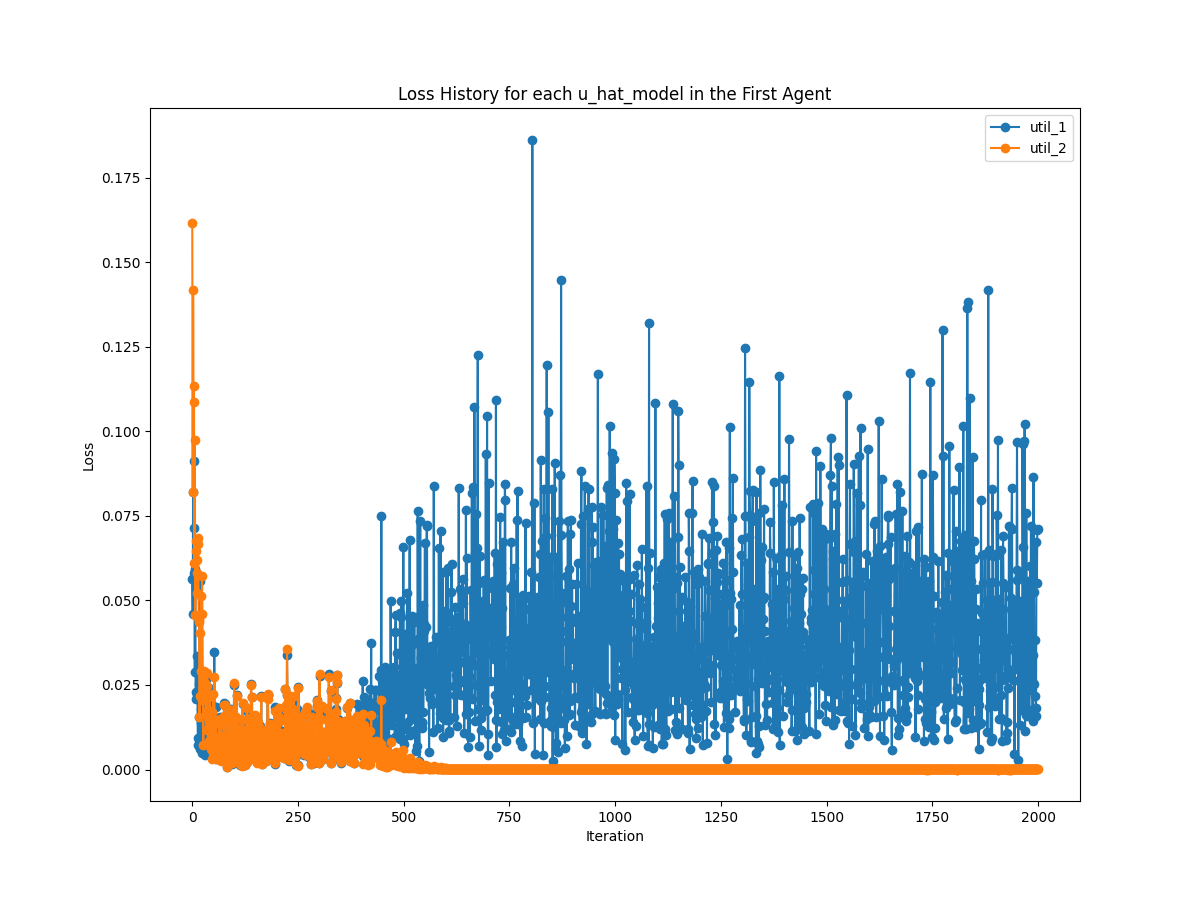 Loss History for each u_hat_model in the First Agent
util_1
util_2
0.175
0.150
0.125
0.100
0.075
0.050
0.025
0.000
Loss
0 250 500 750 1000 1250 1500 1750 2000
Iteration